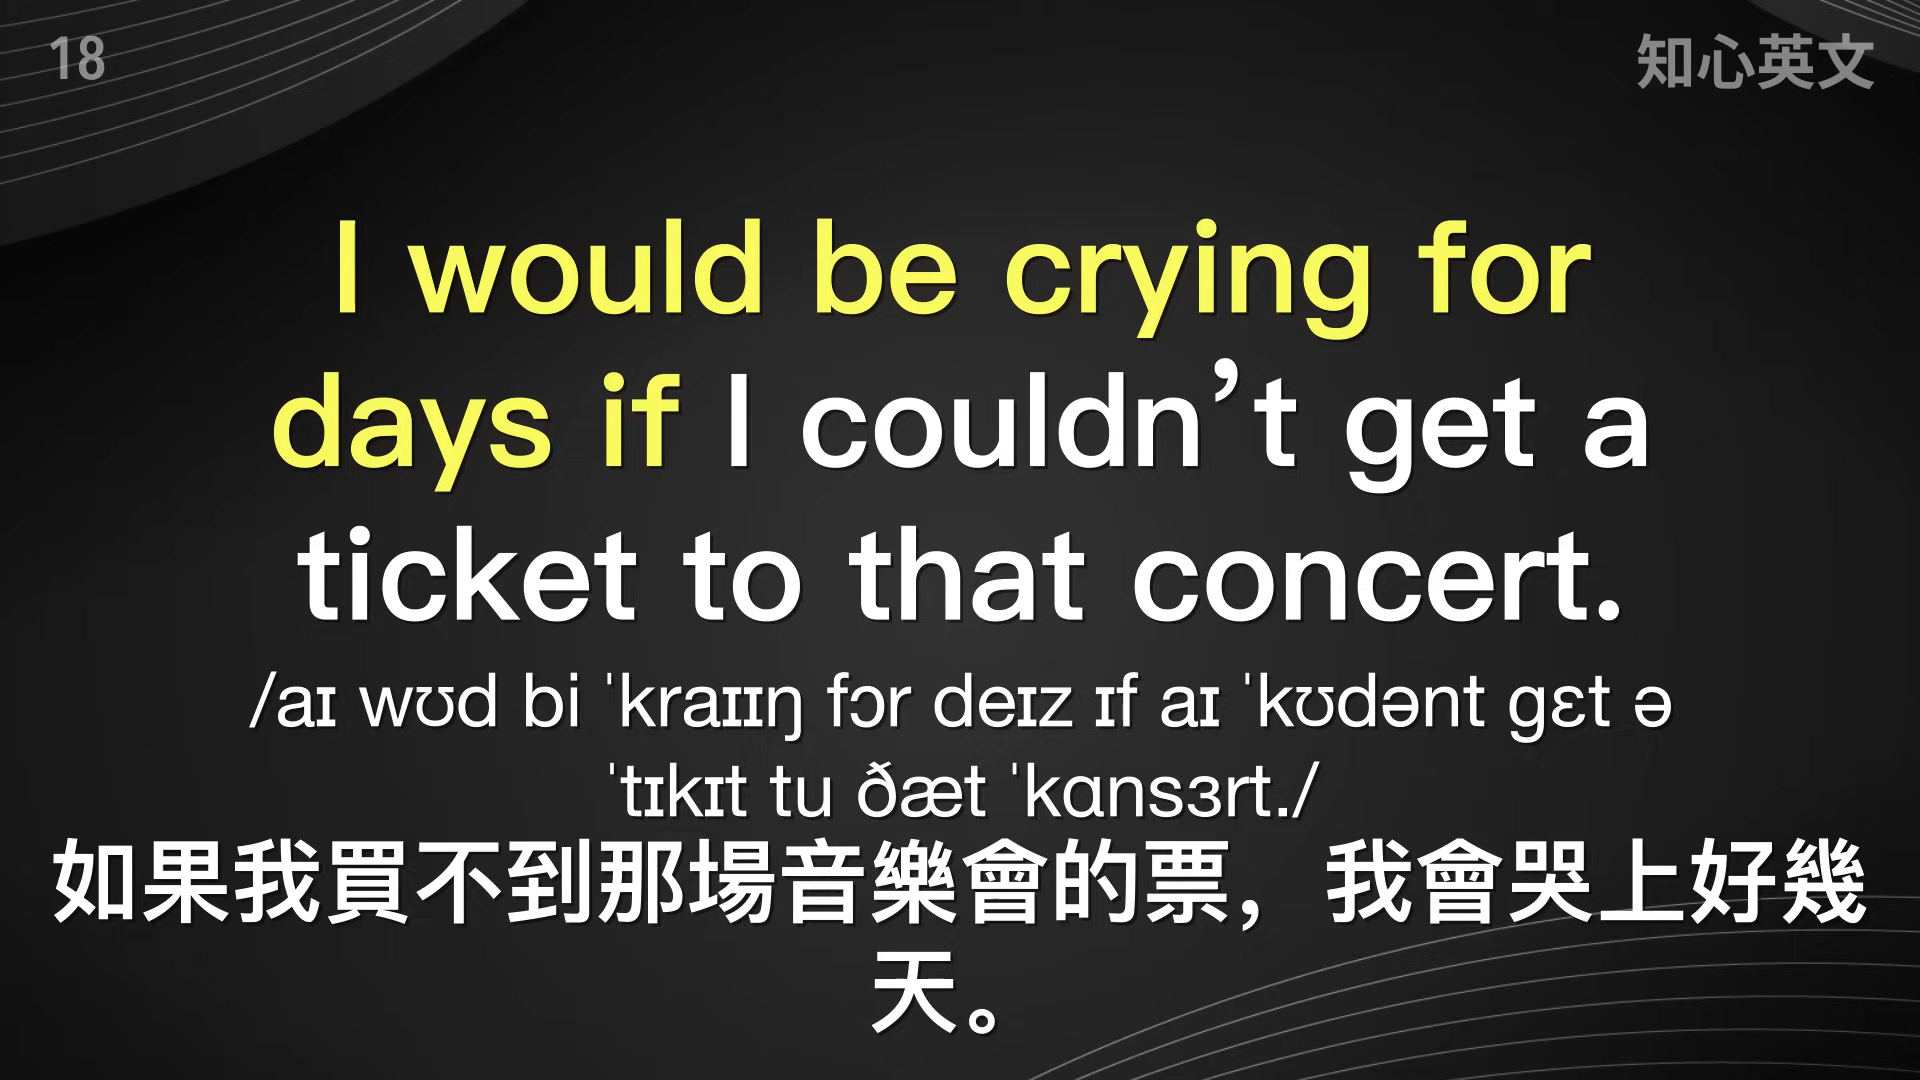 18
知心英文
I would be crying for
days if I couldn’t get a
ticket to that concert.
/aɪ wʊd bi ˈkraɪɪŋ fɔr deɪz ɪf aɪ ˈkʊdənt gɛt ə
ˈtɪkɪt tu ðæt ˈkɑnsɜrt./
如果我買不到那場音樂會的票，我會哭上好幾
天。